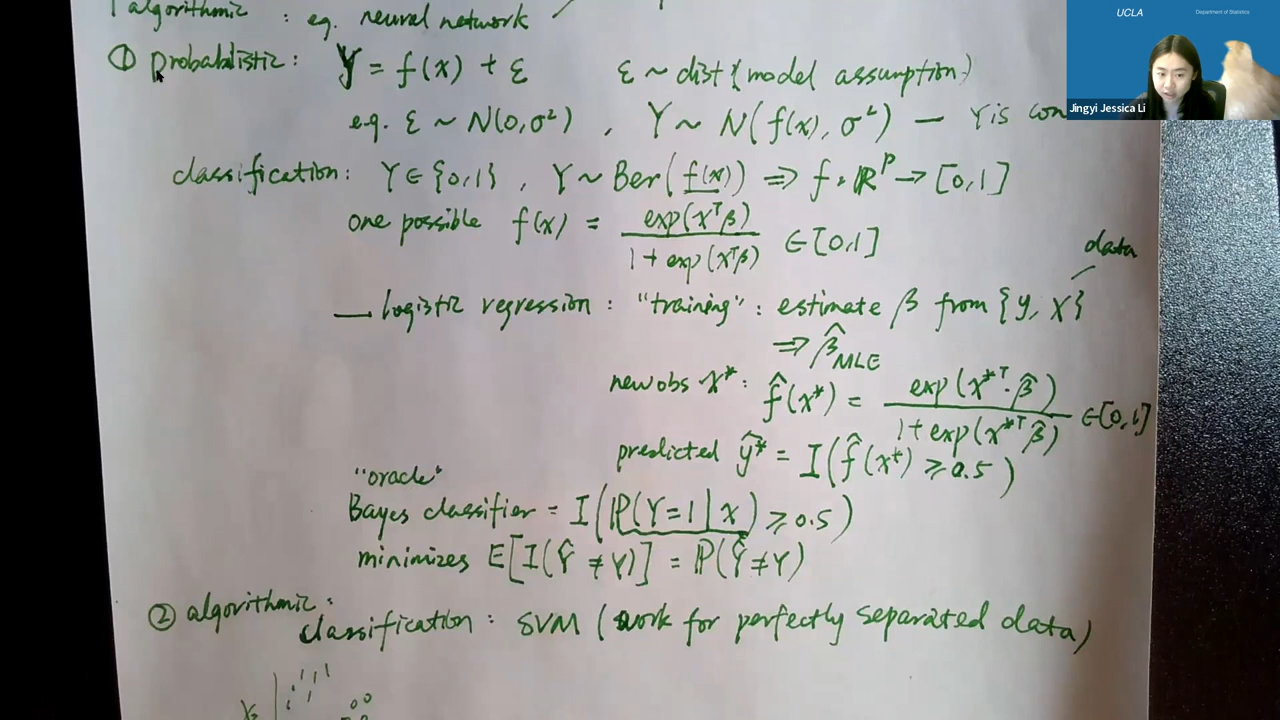 algorithmic : eg. neural network
① probabilistic : Y = f(x) + ε   ε ~ dist (model assumption)
eg. ε ~ N(0, σ²) , Y ~ N(f(x), σ²) — Y is con
classification : Y ∈ {0,1} , Y ~ Ber(f(x)) ⇒ f : ℝᵖ → [0,1]
one possible f(x) = exp(xᵀβ) / 1 + exp(xᵀβ) ∈ [0,1]
data
— logistic regression : "training" : estimate β from {y, X}
⇒ β̂ MLE
new obs x* : f̂(x*) = exp(x*ᵀ·β̂) / 1 + exp(x*ᵀβ̂) ∈ [0,1]
predicted ŷ* = I(f̂(x*) ≥ 0.5)
"oracle"
Bayes classifier = I(ℙ(Y=1|X) ≥ 0.5)
minimizes E[I(Ŷ ≠ Y)] = ℙ(Ŷ ≠ Y)
② algorithmic :
classification : SVM (work for perfectly separated data)
X₂
UCLA
Department of Statistics
Jingyi Jessica Li